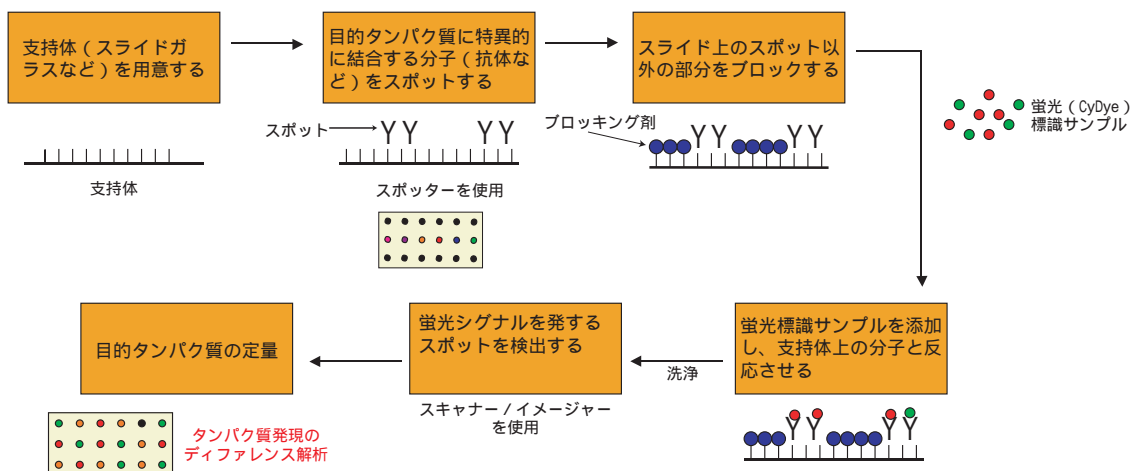 支持体（スライドガ
ラスなど）を用意する
目的タンパク質に特異的
に結合する分子（抗体な
ど）をスポットする
スライド上のスポット以
外の部分をブロックする
蛍光（CyDye）
標識サンプル
スポット
ブロッキング剤
支持体
スポッターを使用
蛍光標識サンプルを添加
し、支持体上の分子と反
応させる
洗浄
蛍光シグナルを発する
スポットを検出する
スキャナー / イメージャー
を使用
目的タンパク質の定量
タンパク質発現の
ディファレンス解析